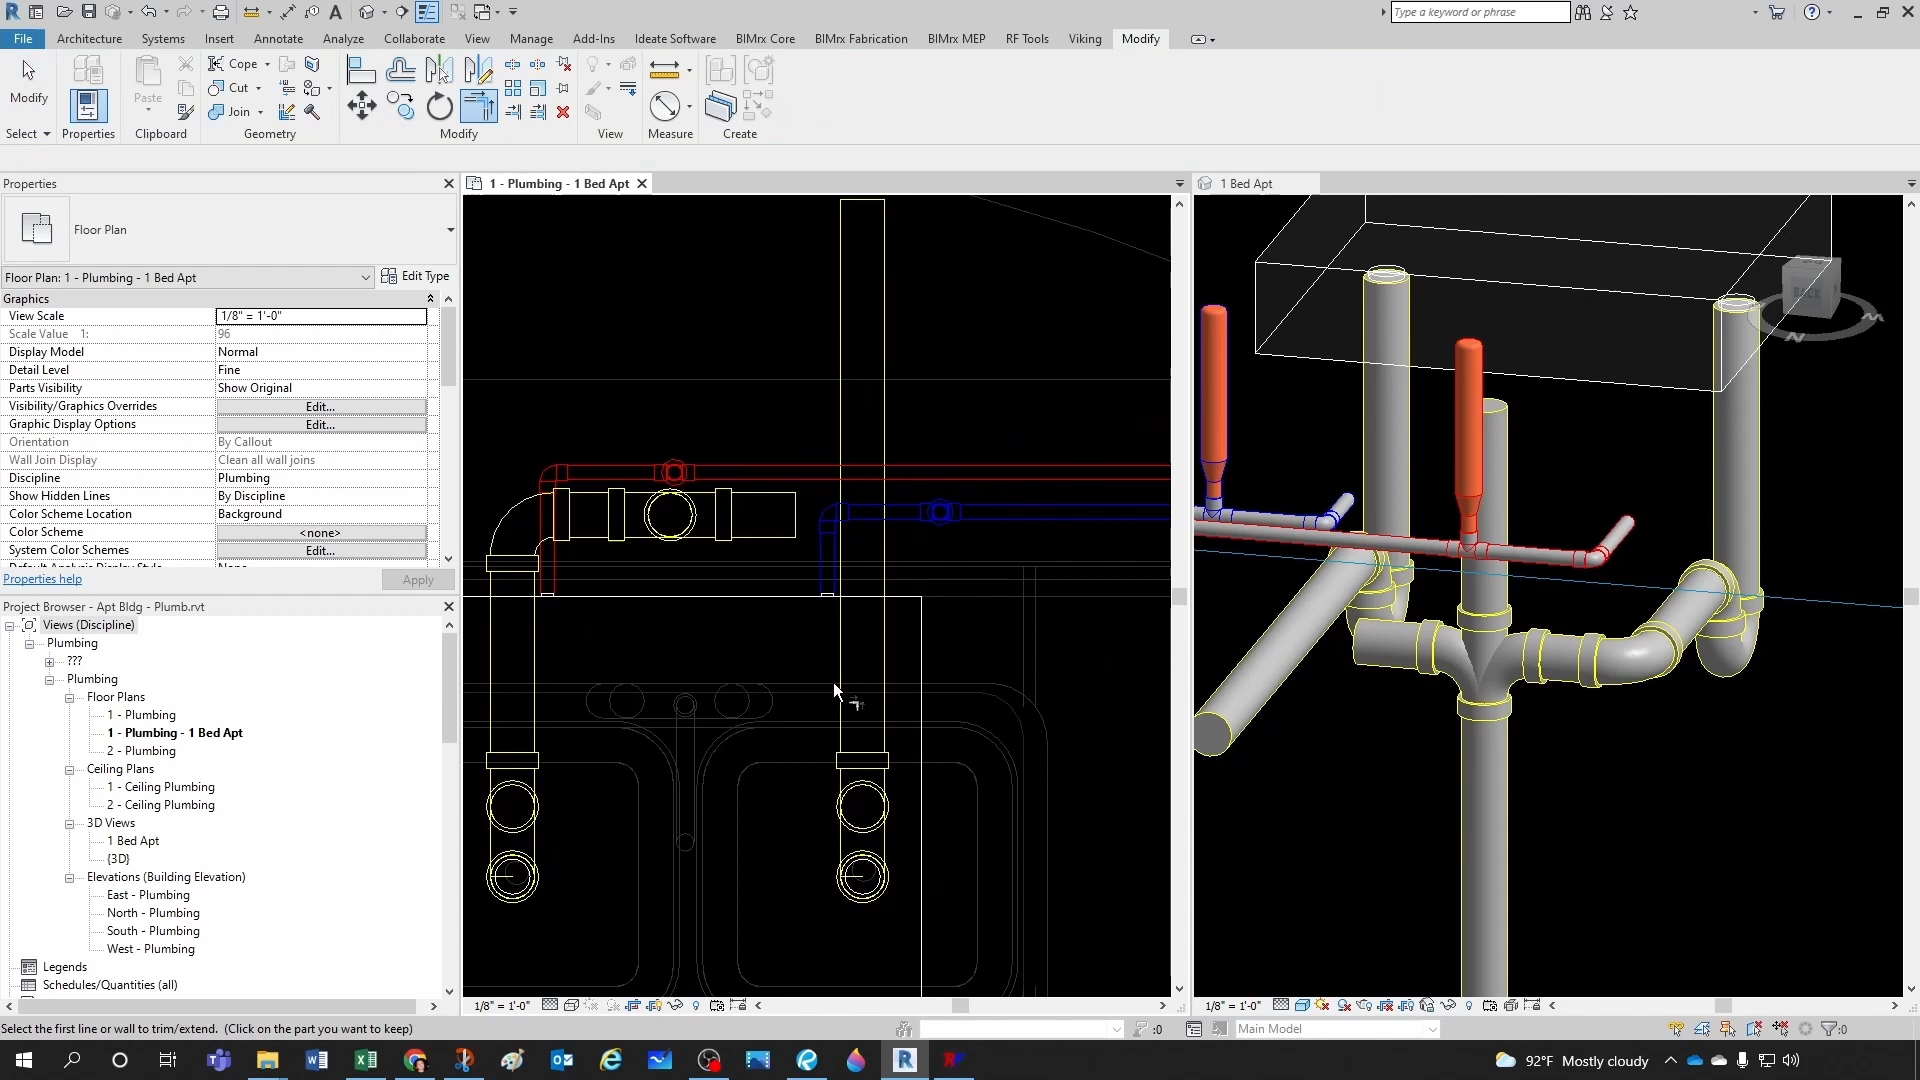 Type a keyword or phrase
File Architecture Systems Insert Annotate Analyze Collaborate View Manage Add-Ins Ideate Software BIMrx Core BIMrx Fabrication BIMrx MEP RF Tools Viking Modify
Modify
Paste
Cope
Cut
Join
Select Properties Clipboard Geometry Modify View Measure Create
Properties
Floor Plan
Floor Plan: 1 - Plumbing - 1 Bed Apt
Edit Type
Graphics
View Scale 1/8" = 1'-0"
Scale Value 1: 96
Display Model Normal
Detail Level Fine
Parts Visibility Show Original
Visibility/Graphics Overrides Edit...
Graphic Display Options Edit...
Orientation By Callout
Wall Join Display Clean all wall joins
Discipline Plumbing
Show Hidden Lines By Discipline
Color Scheme Location Background
Color Scheme <none>
System Color Schemes Edit...
Properties help
Apply
Project Browser - Apt Bldg - Plumb.rvt
Views (Discipline)
Plumbing
???
Plumbing
Floor Plans
1 - Plumbing
1 - Plumbing - 1 Bed Apt
2 - Plumbing
Ceiling Plans
1 - Ceiling Plumbing
2 - Ceiling Plumbing
3D Views
1 Bed Apt
{3D}
Elevations (Building Elevation)
East - Plumbing
North - Plumbing
South - Plumbing
West - Plumbing
Legends
Schedules/Quantities (all)
1 - Plumbing - 1 Bed Apt
1 Bed Apt
BACK
N
1/8" = 1'-0"
1/8" = 1'-0"
Select the first line or wall to trim/extend. (Click on the part you want to keep)
:0
Main Model
:0
92°F Mostly cloudy